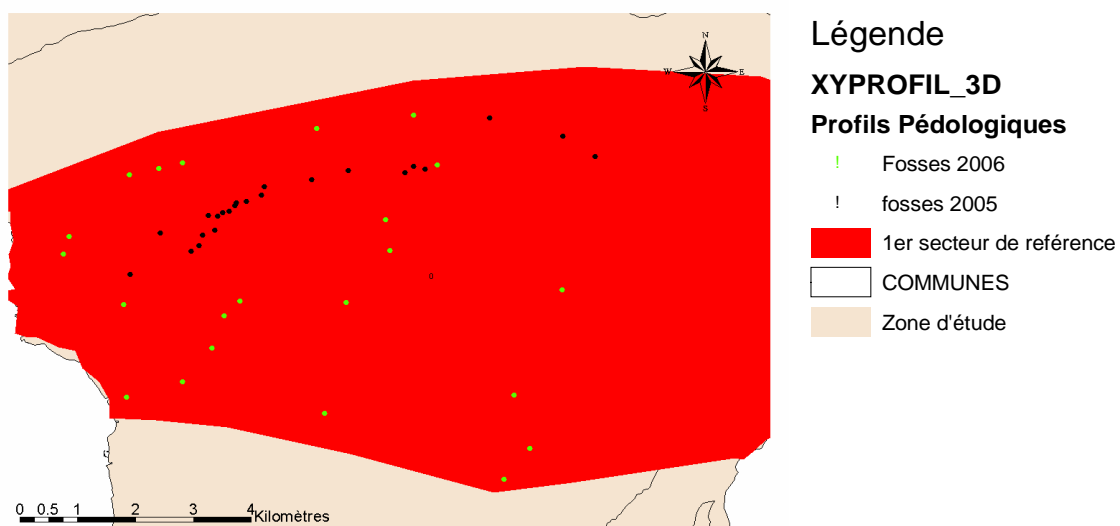 N
W E
S
0 0.5 1 2 3 4
Kilomètres
Légende
XYPROFIL_3D
Profils Pédologiques
! Fosses 2006
! fosses 2005
1er secteur de reférence
COMMUNES
Zone d'étude